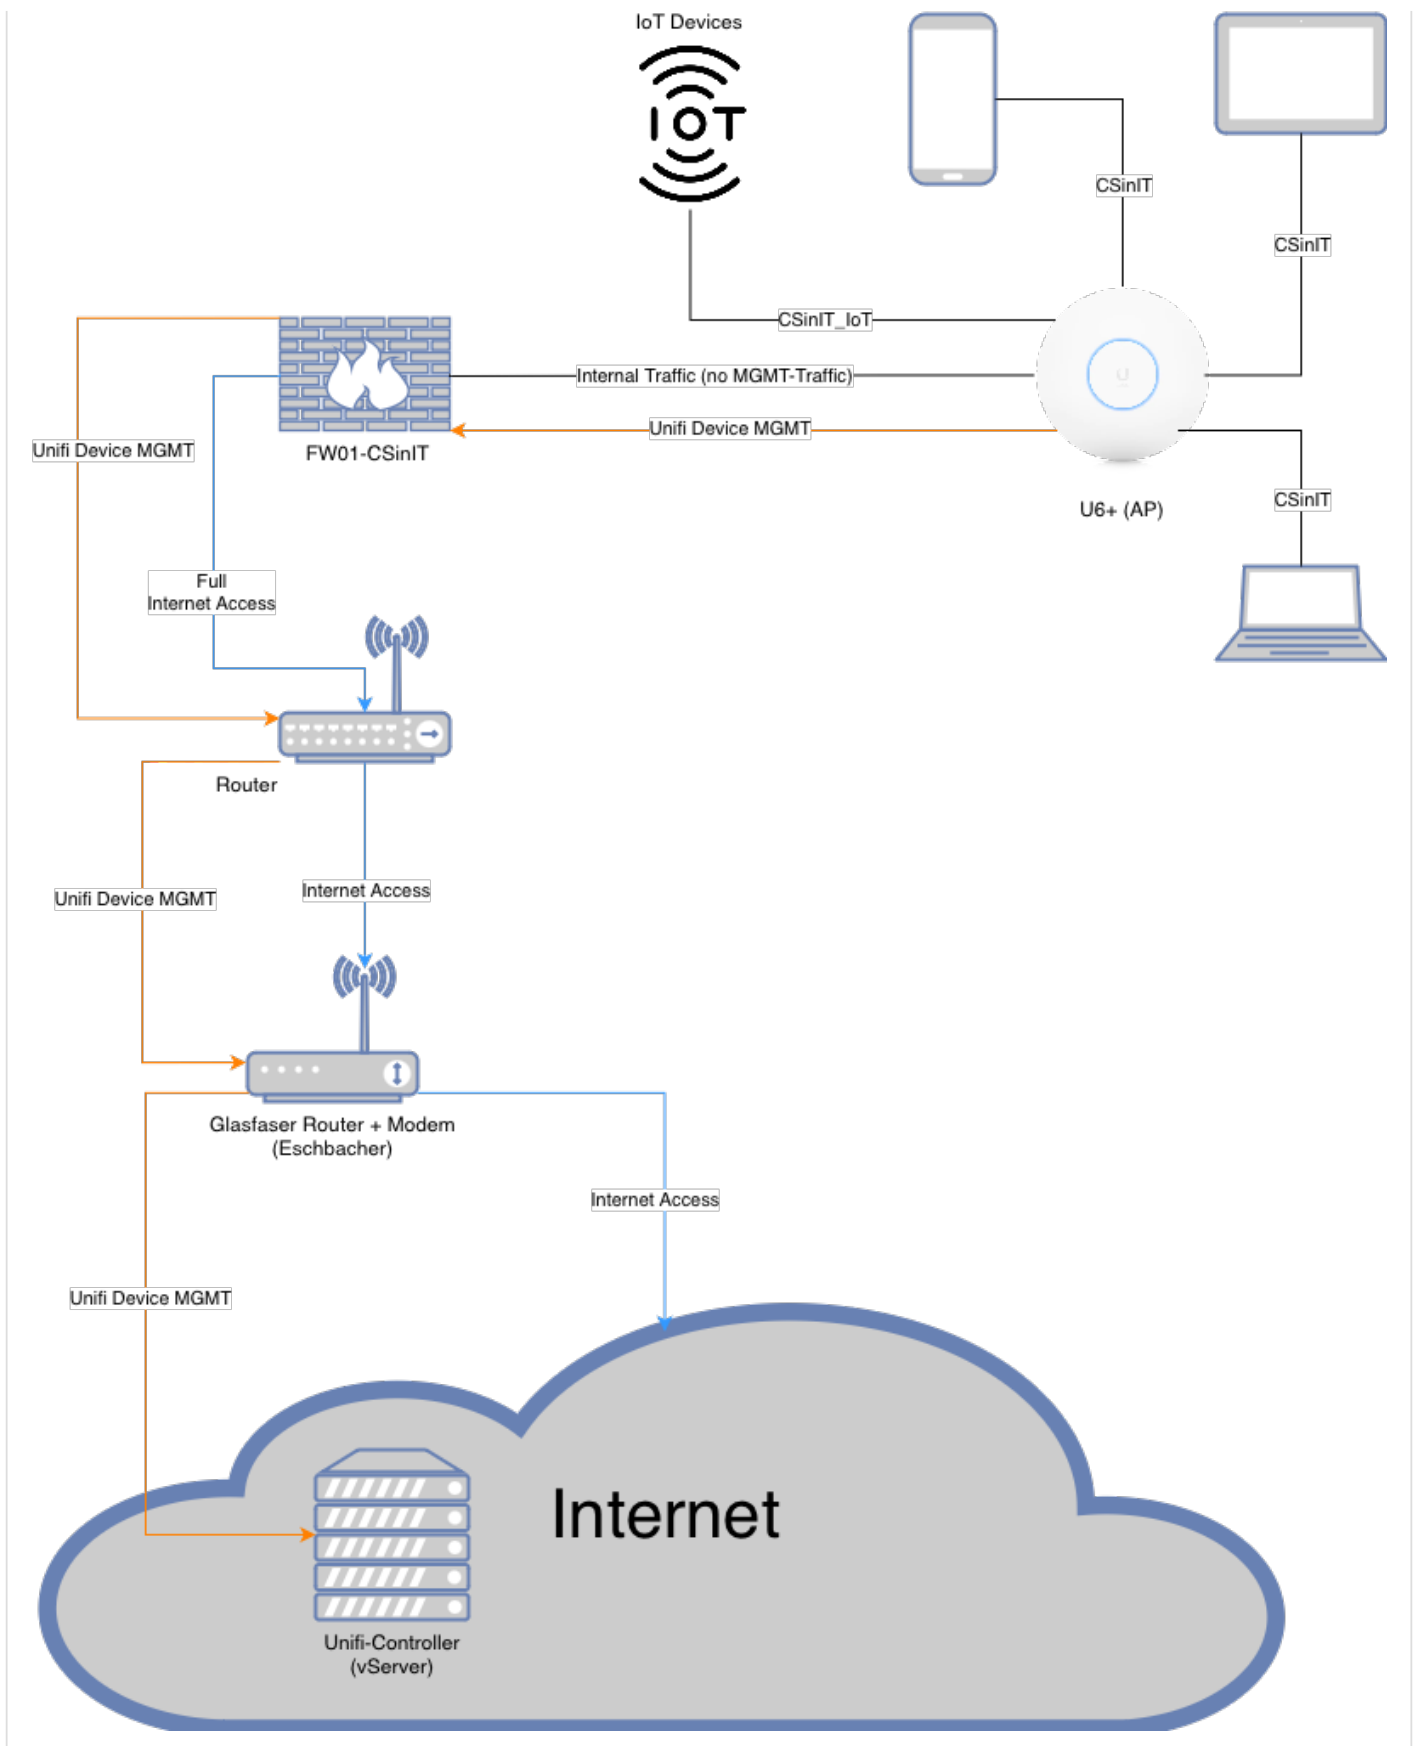 IoT Devices
IOT
CSinIT
CSinIT
CSinIT_IoT
Internal Traffic (no MGMT-Traffic)
Unifi Device MGMT
Unifi Device MGMT
FW01-CSinIT
CSinIT
U6+ (AP)
Full
Internet Access
Router
Unifi Device MGMT
Internet Access
Glasfaser Router + Modem
(Eschbacher)
Internet Access
Unifi Device MGMT
Internet
Unifi-Controller
(vServer)